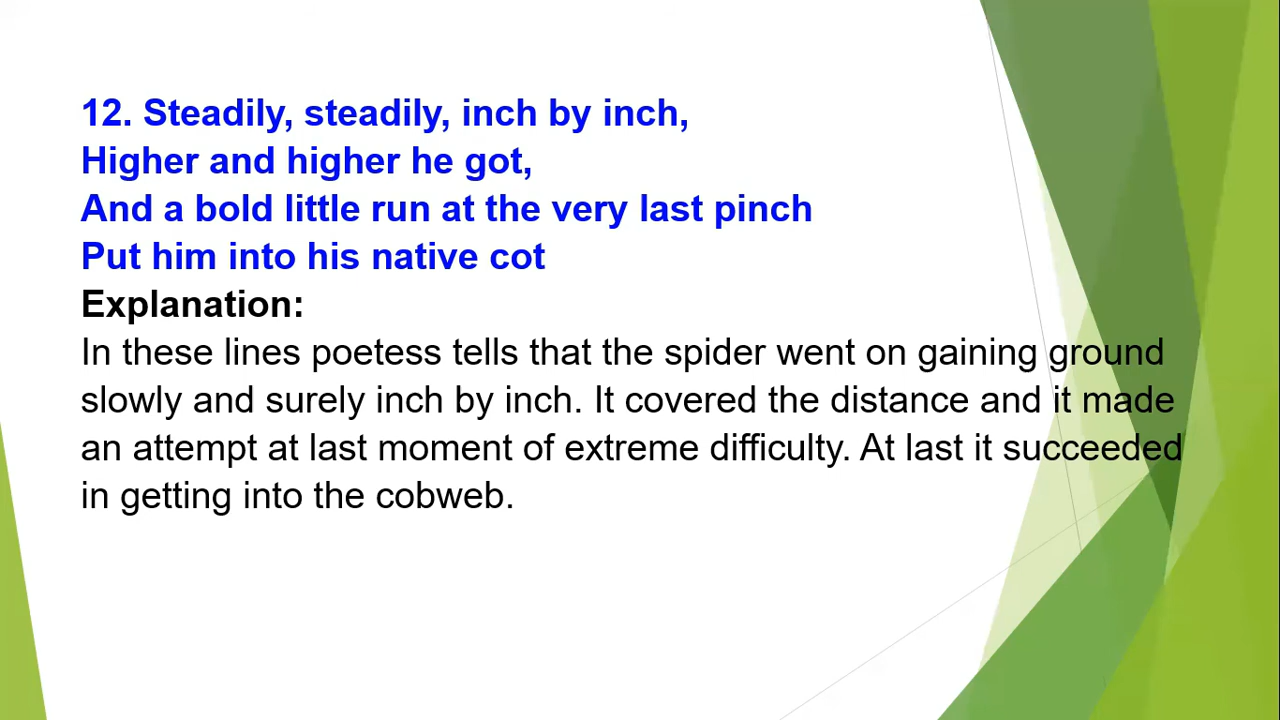 12. Steadily, steadily, inch by inch,
Higher and higher he got,
And a bold little run at the very last pinch
Put him into his native cot
Explanation:
In these lines poetess tells that the spider went on gaining ground
slowly and surely inch by inch. It covered the distance and it made
an attempt at last moment of extreme difficulty. At last it succeeded
in getting into the cobweb.